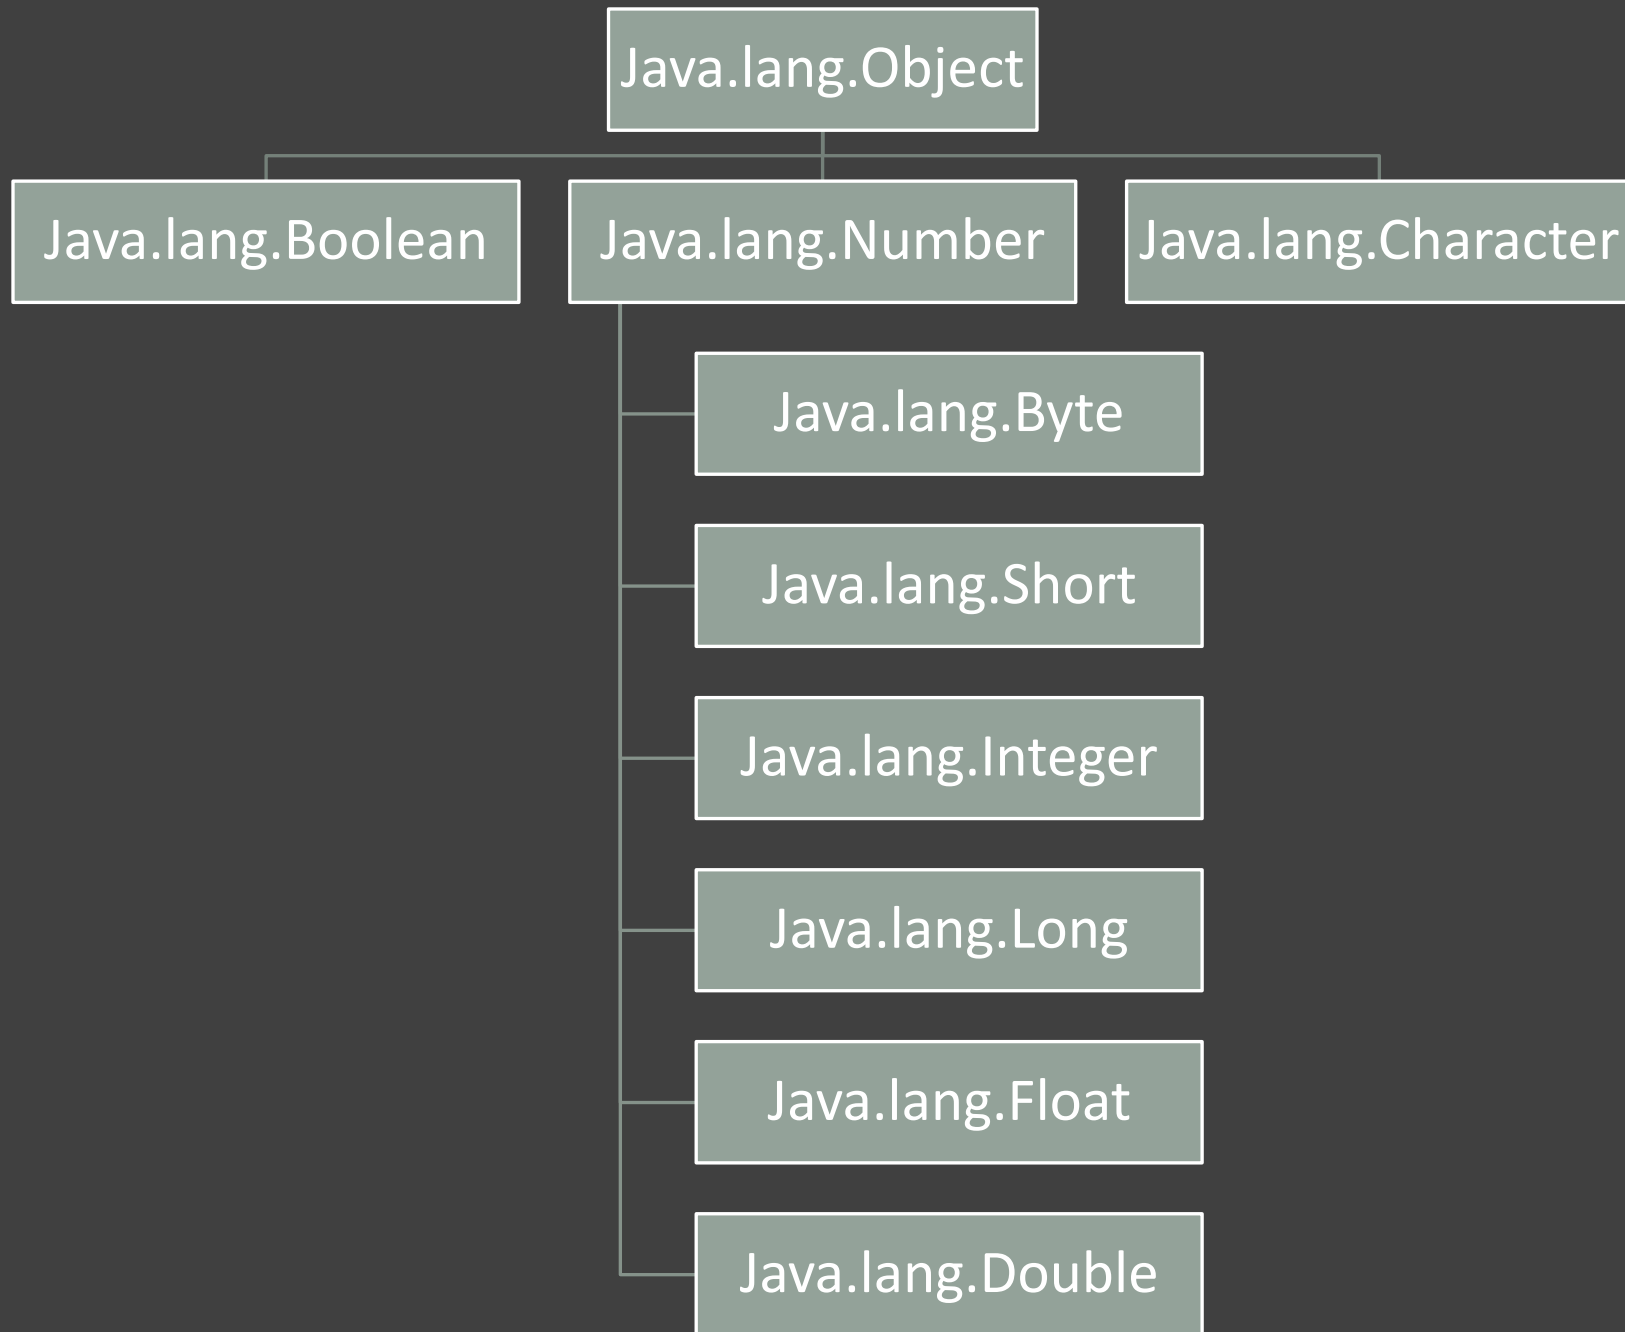 Java.lang.Object
Java.lang.Boolean
Java.lang.Number
Java.lang.Character
Java.lang.Byte
Java.lang.Short
Java.lang.Integer
Java.lang.Long
Java.lang.Float
Java.lang.Double